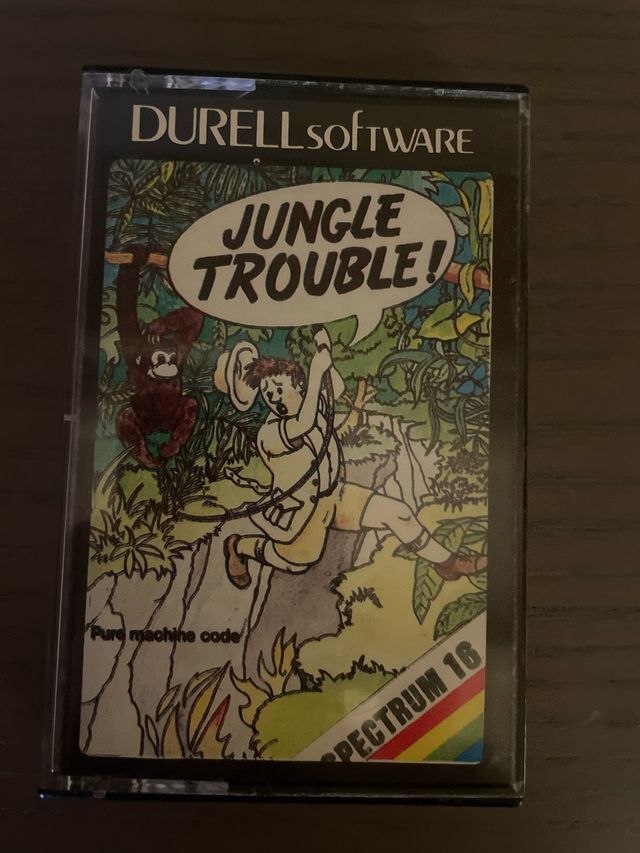 DURELL SOfTWARE
JUNGLE
TROUBLE!
Pure machine code
SPECTRUM 16